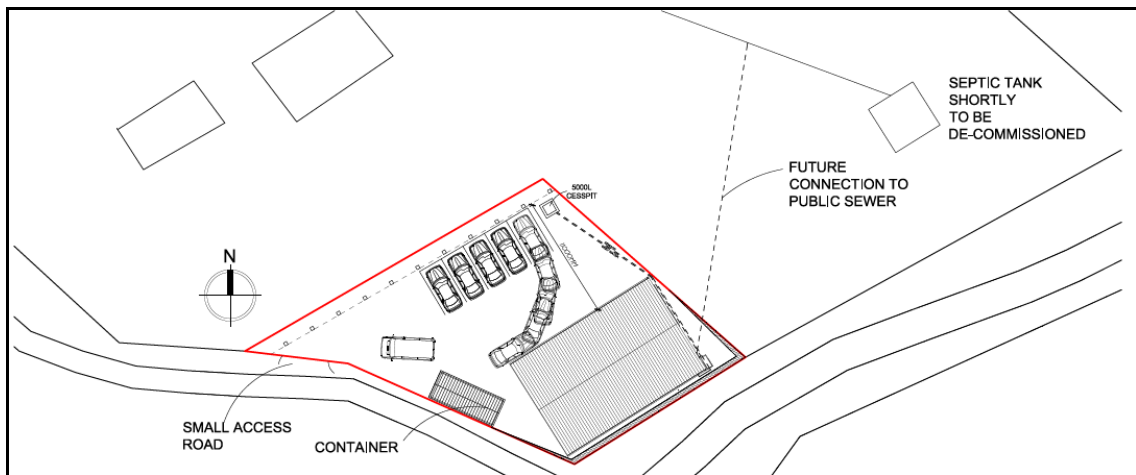 SEPTIC TANK
SHORTLY
TO BE
DE-COMMISSIONED
FUTURE
CONNECTION TO
PUBLIC SEWER
5000L
CESSPIT
N
SMALL ACCESS
ROAD
CONTAINER